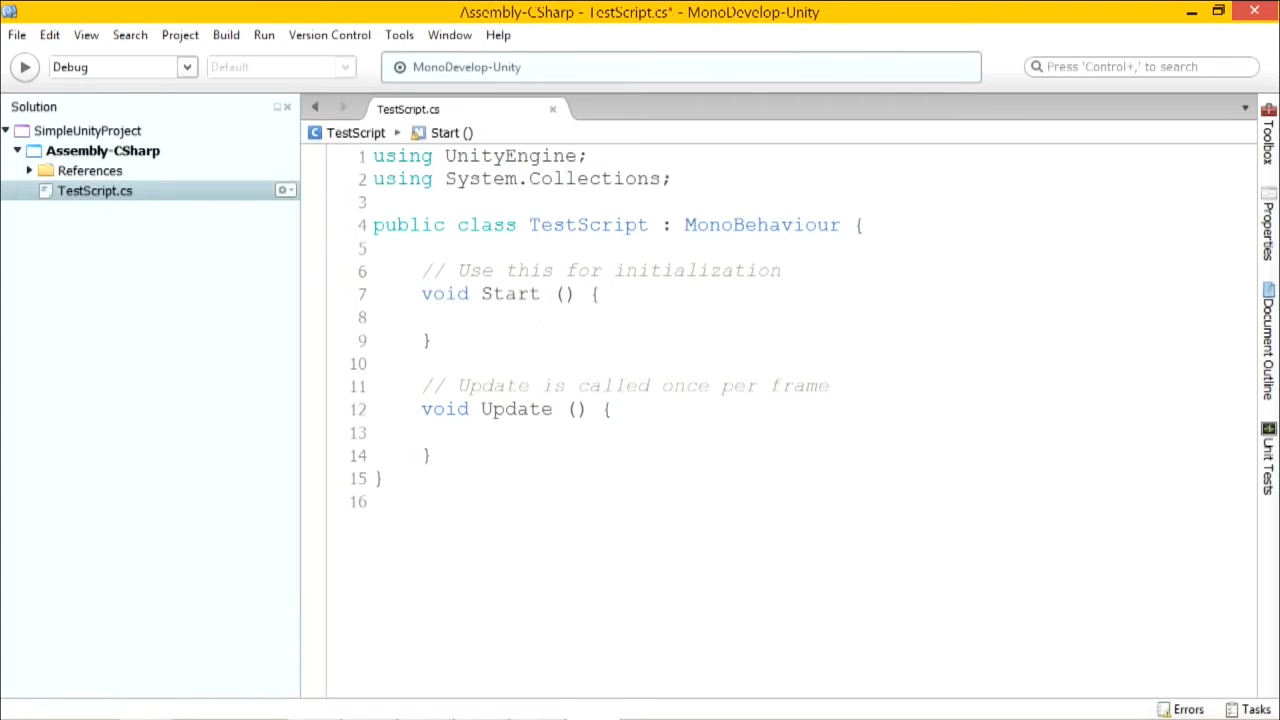 Assembly-CSharp - TestScript.cs* - MonoDevelop-Unity
File Edit View Search Project Build Run Version Control Tools Window Help
Debug Default MonoDevelop-Unity Press 'Control+,' to search
Solution
SimpleUnityProject
Assembly-CSharp
References
TestScript.cs
TestScript.cs
TestScript Start ()
1 using UnityEngine;
2 using System.Collections;
3
4 public class TestScript : MonoBehaviour {
5
6 // Use this for initialization
7 void Start () {
8
9 }
10
11 // Update is called once per frame
12 void Update () {
13
14 }
15 }
16
Toolbox
Properties
Document Outline
Unit Tests
Errors Tasks